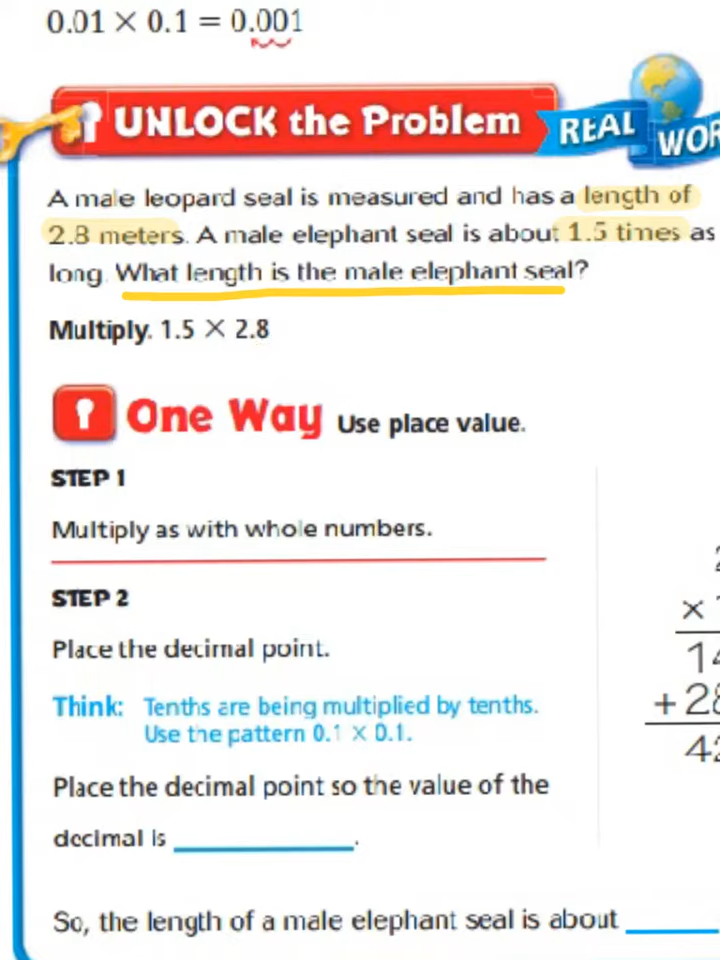 0.01 × 0.1 = 0.001
UNLOCK the Problem REAL
A male leopard seal is measured and has a length of
2.8 meters. A male elephant seal is about 1.5 times as
long. What length is the male elephant seal?
Multiply. 1.5 × 2.8
One Way Use place value.
STEP 1
Multiply as with whole numbers.
STEP 2
×
Place the decimal point.
Think: Tenths are being multiplied by tenths.
+
Use the pattern 0.1 × 0.1.
Place the decimal point so the value of the
decimal is ________.
So, the length of a male elephant seal is about ________